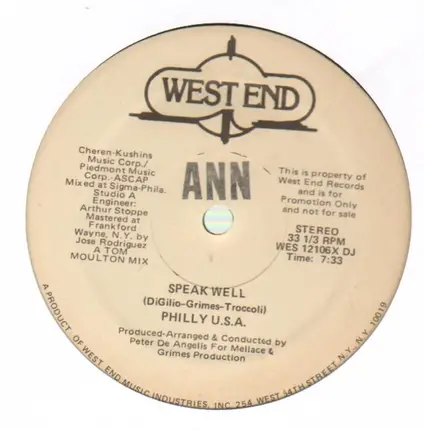 WEST END
Cheren-Kushins
Music Corp./
Piedmont Music
Corp.-ASCAP
Mixed at Sigma-Phila.
Studio A
Engineer:
Arthur Stoppe
Mastered at
Frankford
Wayne, N.Y. by
Jose Rodriguez
A TOM
MOULTON MIX
ANN
This is property of
West End Records
and is for
Promotion Only
and not for sale
STEREO
33 1/3 RPM
WES 12106X DJ
Time: 7:33
SPEAK WELL
(DiGilio-Grimes-Troccoli)
PHILLY U.S.A.
Produced-Arranged & Conducted by
Peter De Angelis For Mellace &
Grimes Production
A PRODUCT OF WEST END MUSIC INDUSTRIES, INC. 254 WEST 54TH STREET N.Y., N.Y. 10019